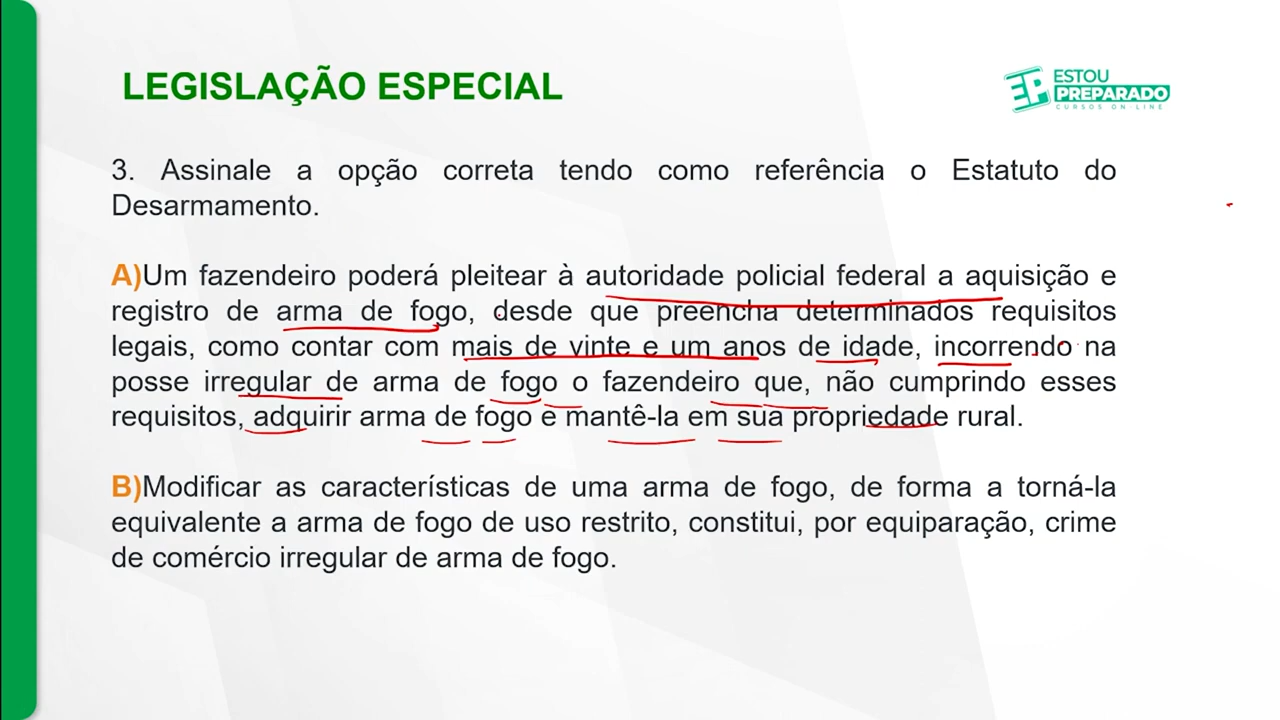 LEGISLAÇÃO ESPECIAL
ESTOU
PREPARADO
CURSOS ON-LINE
3. Assinale a opção correta tendo como referência o Estatuto do
Desarmamento.
A)Um fazendeiro poderá pleitear à autoridade policial federal a aquisição e
registro de arma de fogo, desde que preencha determinados requisitos
legais, como contar com mais de vinte e um anos de idade, incorrendo na
posse irregular de arma de fogo o fazendeiro que, não cumprindo esses
requisitos, adquirir arma de fogo e mantê-la em sua propriedade rural.
B)Modificar as características de uma arma de fogo, de forma a torná-la
equivalente a arma de fogo de uso restrito, constitui, por equiparação, crime
de comércio irregular de arma de fogo.